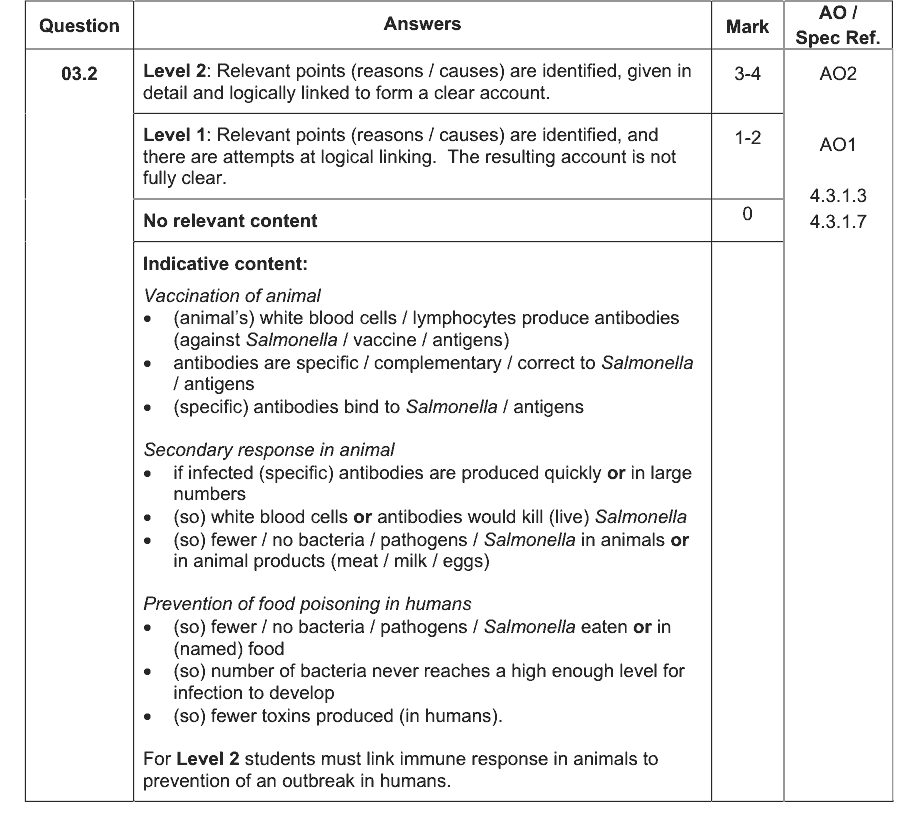 Question
Answers
Mark
AO /
Spec Ref.
03.2
Level 2: Relevant points (reasons / causes) are identified, given in
detail and logically linked to form a clear account.
3-4
AO2
Level 1: Relevant points (reasons / causes) are identified, and
there are attempts at logical linking. The resulting account is not
fully clear.
1-2
AO1
4.3.1.3
4.3.1.7
No relevant content
0
Indicative content:
Vaccination of animal
• (animal's) white blood cells / lymphocytes produce antibodies
(against Salmonella / vaccine / antigens)
• antibodies are specific / complementary / correct to Salmonella
/ antigens
• (specific) antibodies bind to Salmonella / antigens
Secondary response in animal
• if infected (specific) antibodies are produced quickly or in large
numbers
• (so) white blood cells or antibodies would kill (live) Salmonella
• (so) fewer / no bacteria / pathogens / Salmonella in animals or
in animal products (meat / milk / eggs)
Prevention of food poisoning in humans
• (so) fewer / no bacteria / pathogens / Salmonella eaten or in
(named) food
• (so) number of bacteria never reaches a high enough level for
infection to develop
• (so) fewer toxins produced (in humans).
For Level 2 students must link immune response in animals to
prevention of an outbreak in humans.